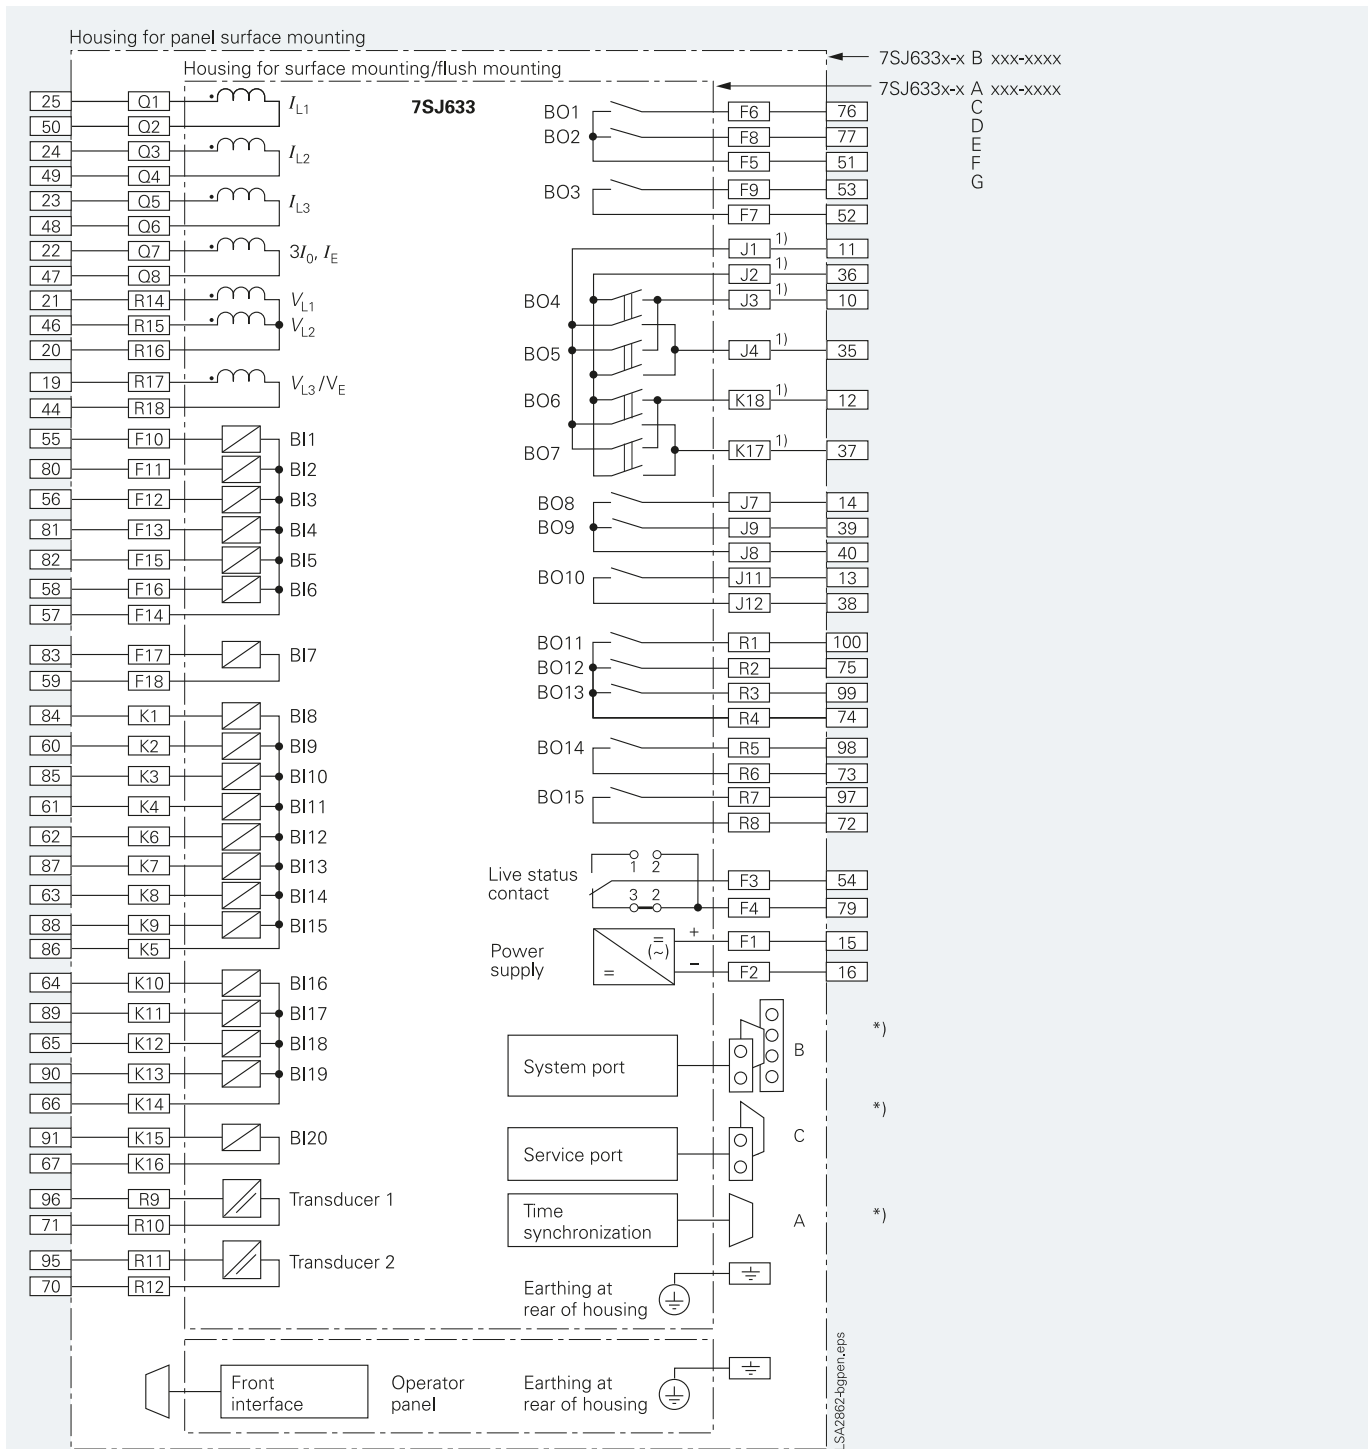 Housing for panel surface mounting
7SJ633x-x B xxx-xxxx
Housing for surface mounting/flush mounting
7SJ633x-x A xxx-xxxx
C
D
E
F
G
7SJ633
25 Q1 I L1
50 Q2
24 Q3 I L2
49 Q4
23 Q5 I L3
48 Q6
22 Q7 3I0, IE
47 Q8
21 R14 VL1
46 R15 VL2
20 R16
19 R17 VL3/VE
44 R18
55 F10 BI1
80 F11 BI2
56 F12 BI3
81 F13 BI4
82 F15 BI5
58 F16 BI6
57 F14
83 F17 BI7
59 F18
84 K1 BI8
60 K2 BI9
85 K3 BI10
61 K4 BI11
62 K6 BI12
87 K7 BI13
63 K8 BI14
88 K9 BI15
86 K5
64 K10 BI16
89 K11 BI17
65 K12 BI18
90 K13 BI19
66 K14
91 K15 BI20
67 K16
96 R9 Transducer 1
71 R10
95 R11 Transducer 2
70 R12
BO1 F6 76
BO2 F8 77
F5 51
BO3 F9 53
F7 52
J1 1) 11
J2 1) 36
BO4 J3 1) 10
BO5 J4 1) 35
BO6 K18 1) 12
BO7 K17 1) 37
BO8 J7 14
BO9 J9 39
J8 40
BO10 J11 13
J12 38
BO11 R1 100
BO12 R2 75
BO13 R3 99
R4 74
BO14 R5 98
R6 73
BO15 R7 97
R8 72
1 2
Live status
contact
F3 54
3 2
F4 79
Power
supply
= (~) =
+ F1 15
– F2 16
System port B *)
Service port C *)
Time
synchronization
A *)
Earthing at
rear of housing
Front
interface
Operator
panel
Earthing at
rear of housing
LSA2862-bgpen.eps